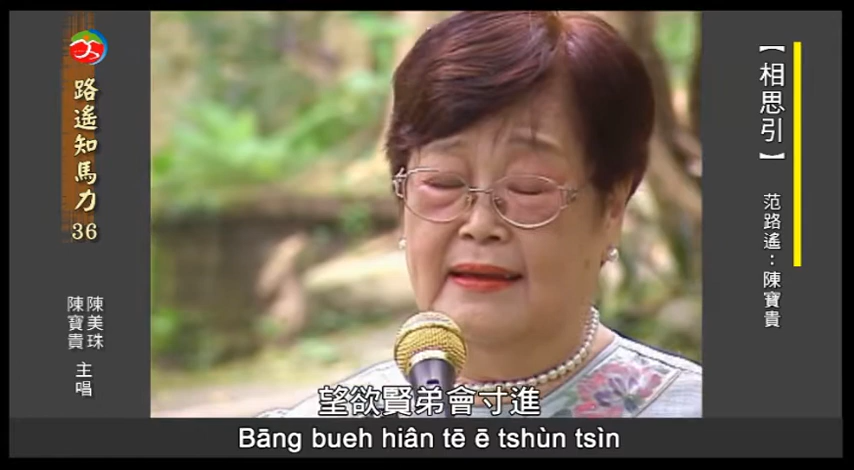 路遙知馬力
36
陳美珠
陳寶貴
主唱
【相思引】
范路遙：陳寶貴
望欲賢弟會寸進
Bāng bueh hiân tē ē tshùn tsìn